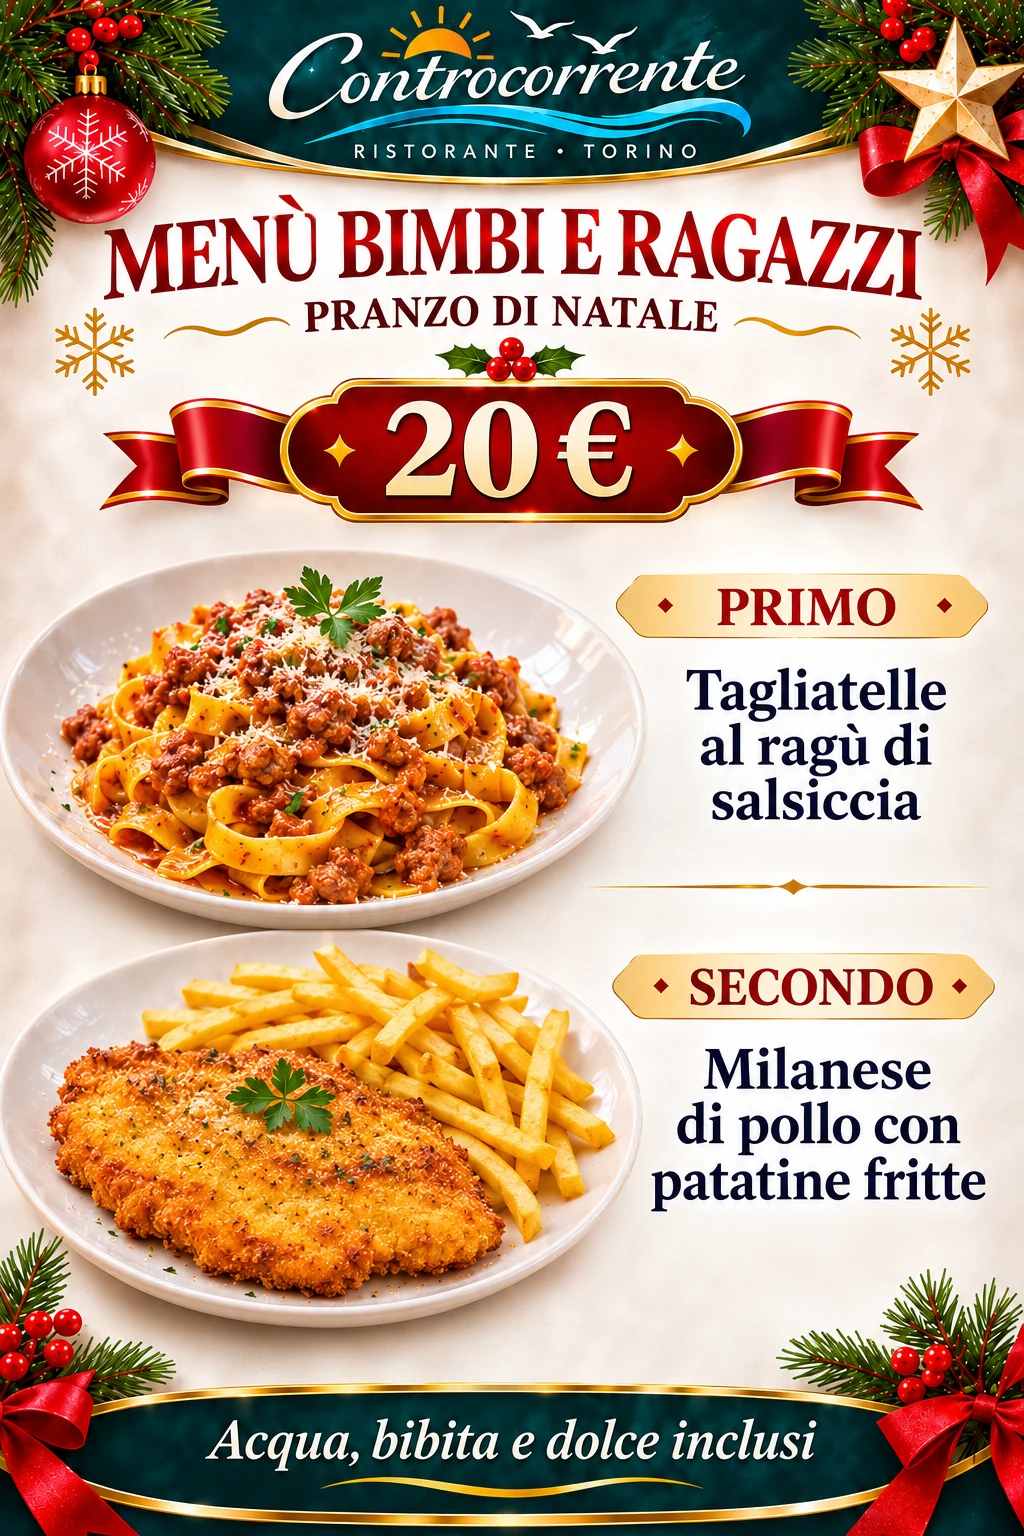 Controcorrente
RISTORANTE • TORINO
MENÙ BIMBI E RAGAZZI
PRANZO DI NATALE
20 €
PRIMO
Tagliatelle
al ragù di
salsiccia
SECONDO
Milanese
di pollo con
patatine fritte
Acqua, bibita e dolce inclusi